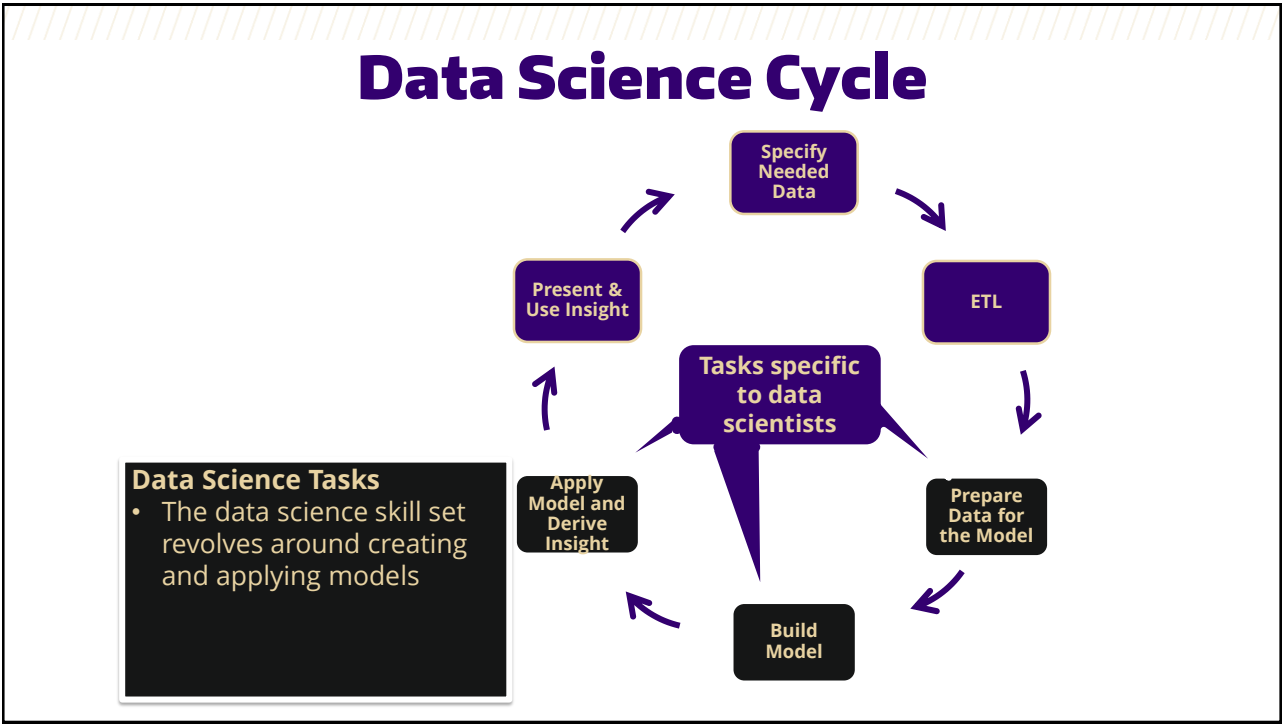 Data Science Cycle
Specify
Needed
Data
Present &
Use Insight
ETL
Tasks specific
to data
scientists
Data Science Tasks
• The data science skill set
revolves around creating
and applying models
Apply
Model and
Derive
Insight
Prepare
Data for
the Model
Build
Model